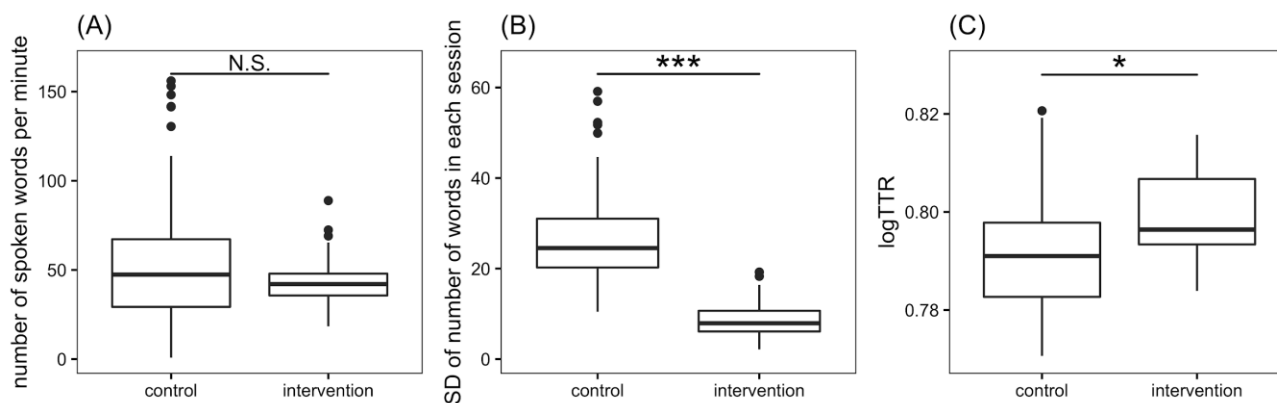 (A)
number of spoken words per minute
N.S.
150
100
50
0
control
intervention
(B)
SD of number of words in each session
***
60
40
20
0
control
intervention
(C)
logTTR
*
0.82
0.80
0.78
control
intervention